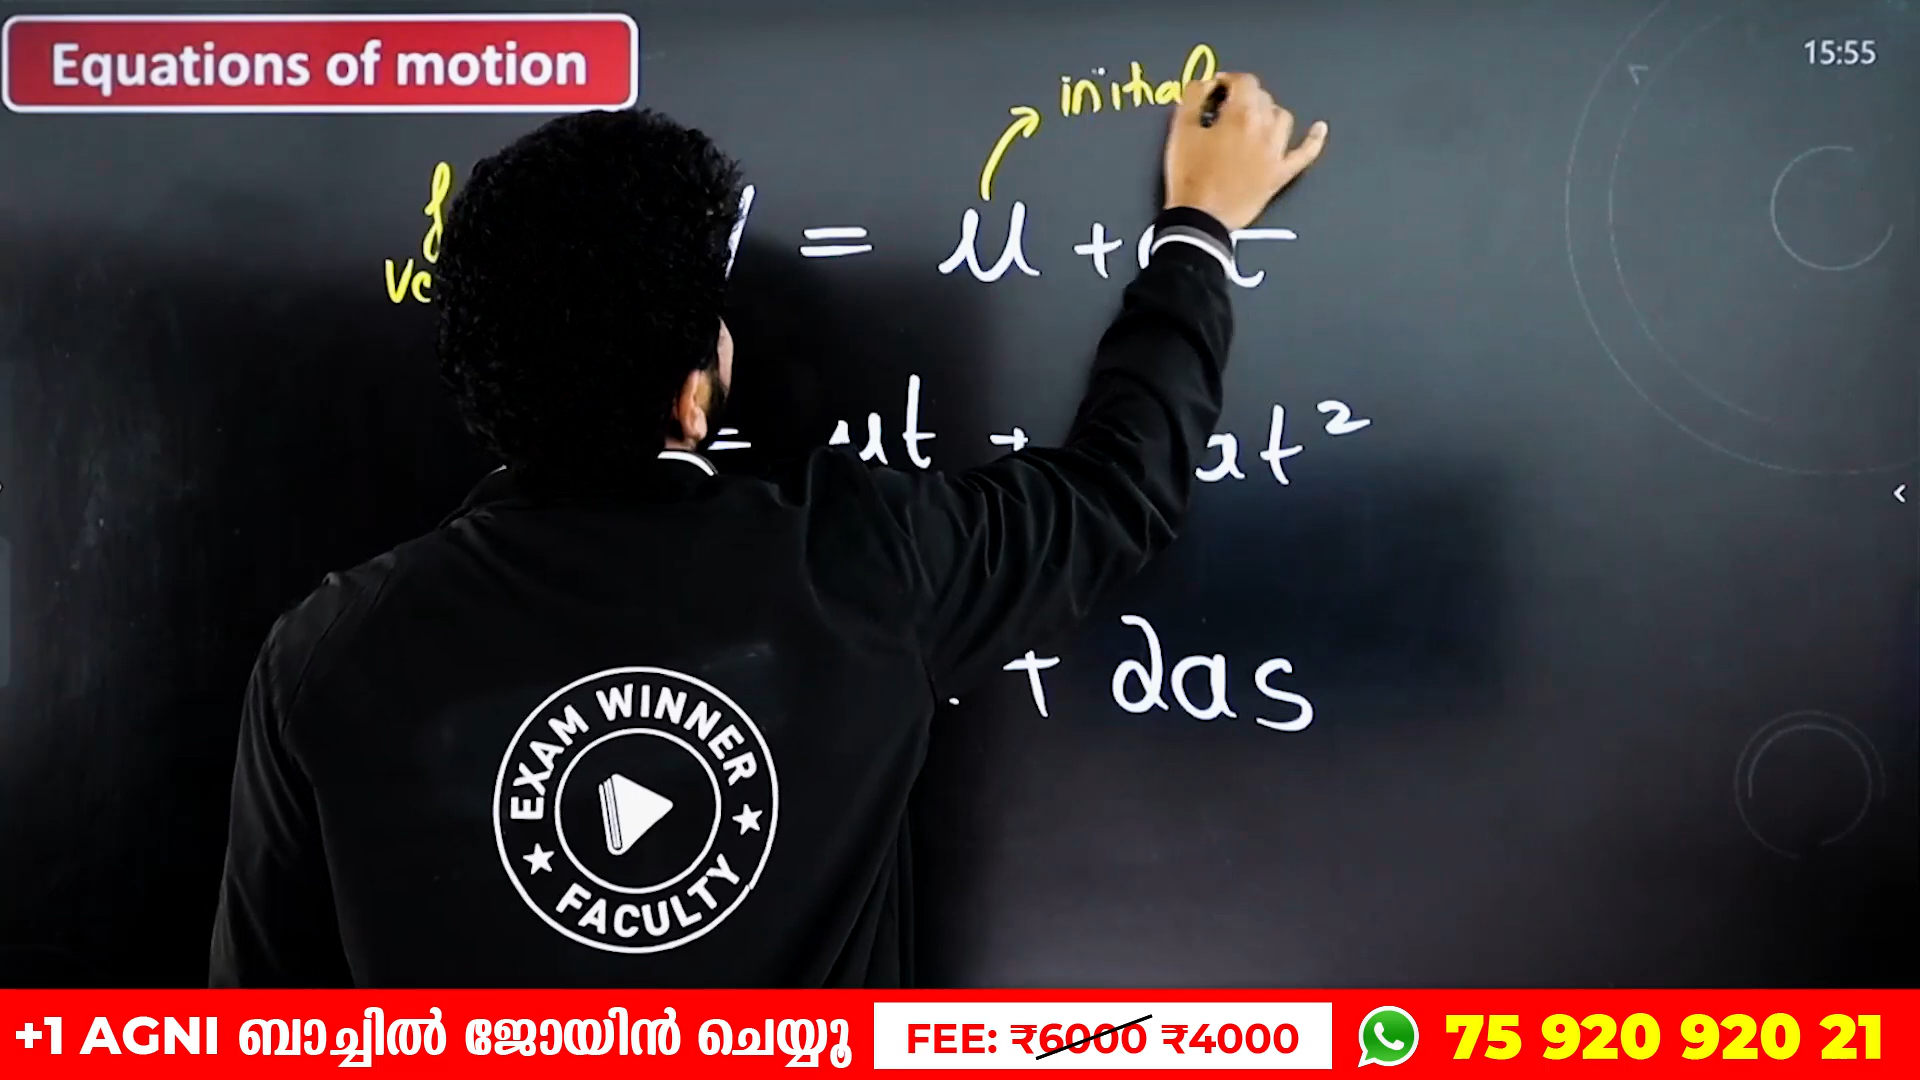 Equations of motion
15:55
initial
= u +
= ut + at²
+ 2as
EXAM WINNER
FACULTY
+1 AGNI ബാച്ചിൽ ജോയിൻ ചെയ്യൂ
FEE: ₹6000 ₹4000
75 920 920 21